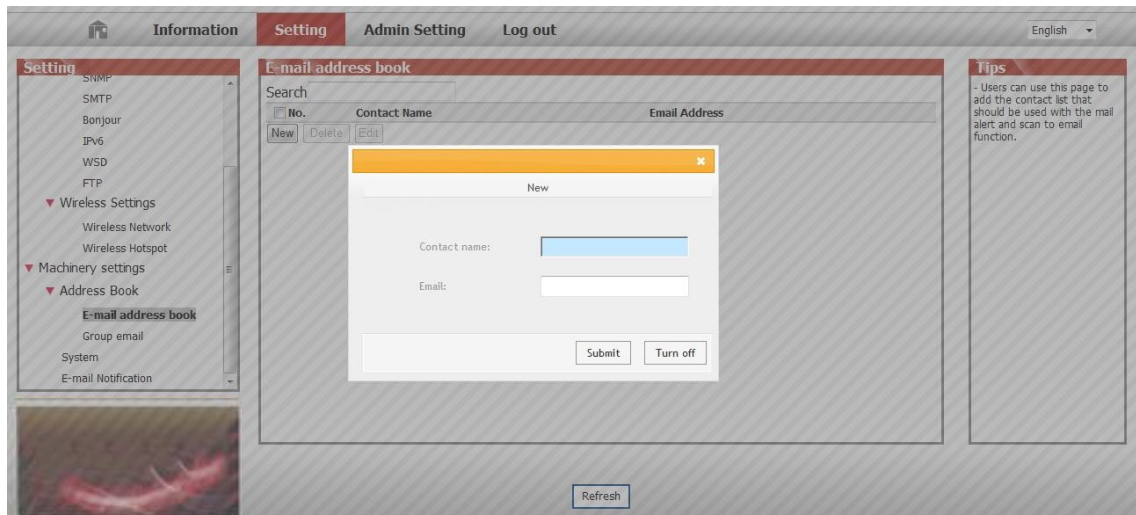 Information Setting Admin Setting Log out English
Setting
SNMP
SMTP
Bonjour
IPv6
WSD
FTP
Wireless Settings
Wireless Network
Wireless Hotspot
Machinery settings
Address Book
E-mail address book
Group email
System
E-mail Notification
E-mail address book
Search
No. Contact Name Email Address
New Delete Edit
New
Contact name:
Email:
Submit Turn off
Refresh
Tips
- Users can use this page to
add the contact list that
should be used with the mail
alert and scan to email
function.